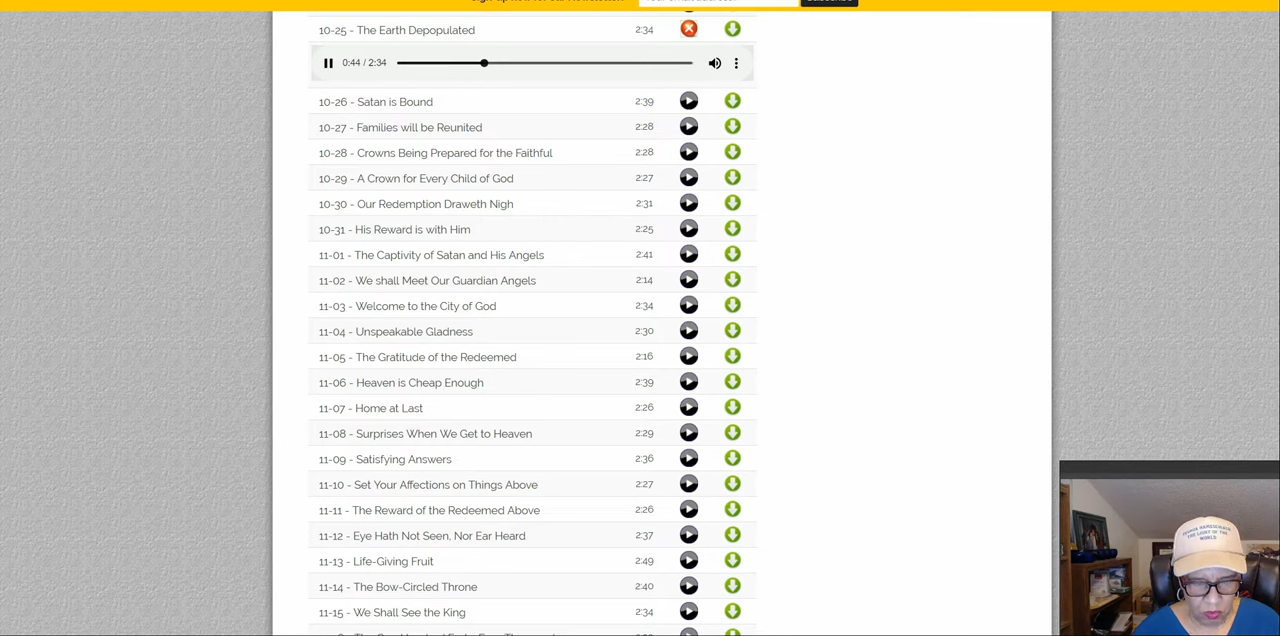 10-25 - The Earth Depopulated 2:34
0:44 / 2:34
10-26 - Satan is Bound 2:39
10-27 - Families will be Reunited 2:28
10-28 - Crowns Being Prepared for the Faithful 2:28
10-29 - A Crown for Every Child of God 2:27
10-30 - Our Redemption Draweth Nigh 2:31
10-31 - His Reward is with Him 2:25
11-01 - The Captivity of Satan and His Angels 2:41
11-02 - We shall Meet Our Guardian Angels 2:14
11-03 - Welcome to the City of God 2:34
11-04 - Unspeakable Gladness 2:30
11-05 - The Gratitude of the Redeemed 2:16
11-06 - Heaven is Cheap Enough 2:39
11-07 - Home at Last 2:26
11-08 - Surprises When We Get to Heaven 2:29
11-09 - Satisfying Answers 2:36
11-10 - Set Your Affections on Things Above 2:27
11-11 - The Reward of the Redeemed Above 2:26
11-12 - Eye Hath Not Seen, Nor Ear Heard 2:37
11-13 - Life-Giving Fruit 2:49
11-14 - The Bow-Circled Throne 2:40
11-15 - We Shall See the King 2:34
THE LIGHT OF THE
WORLD